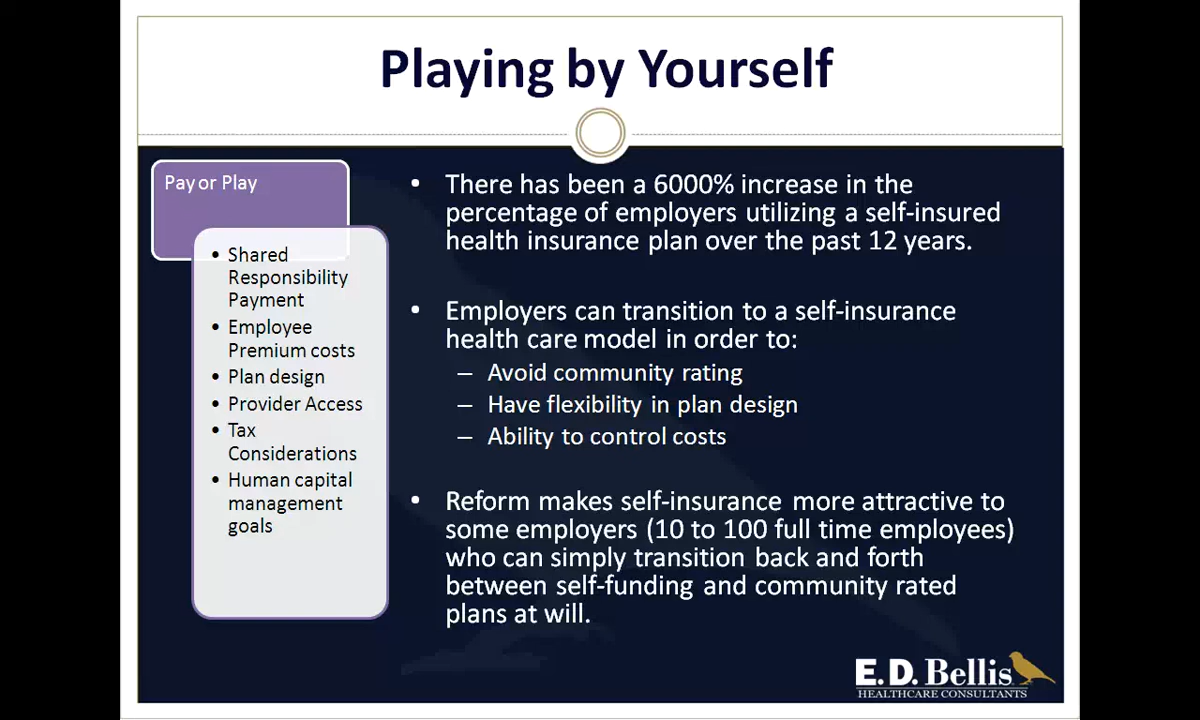 Playing by Yourself
Pay or Play
• Shared
Responsibility
Payment
• Employee
Premium costs
• Plan design
• Provider Access
• Tax
Considerations
• Human capital
management
goals
• There has been a 6000% increase in the
percentage of employers utilizing a self-insured
health insurance plan over the past 12 years.
• Employers can transition to a self-insurance
health care model in order to:
– Avoid community rating
– Have flexibility in plan design
– Ability to control costs
• Reform makes self-insurance more attractive to
some employers (10 to 100 full time employees)
who can simply transition back and forth
between self-funding and community rated
plans at will.
E.D. Bellis
HEALTHCARE CONSULTANTS